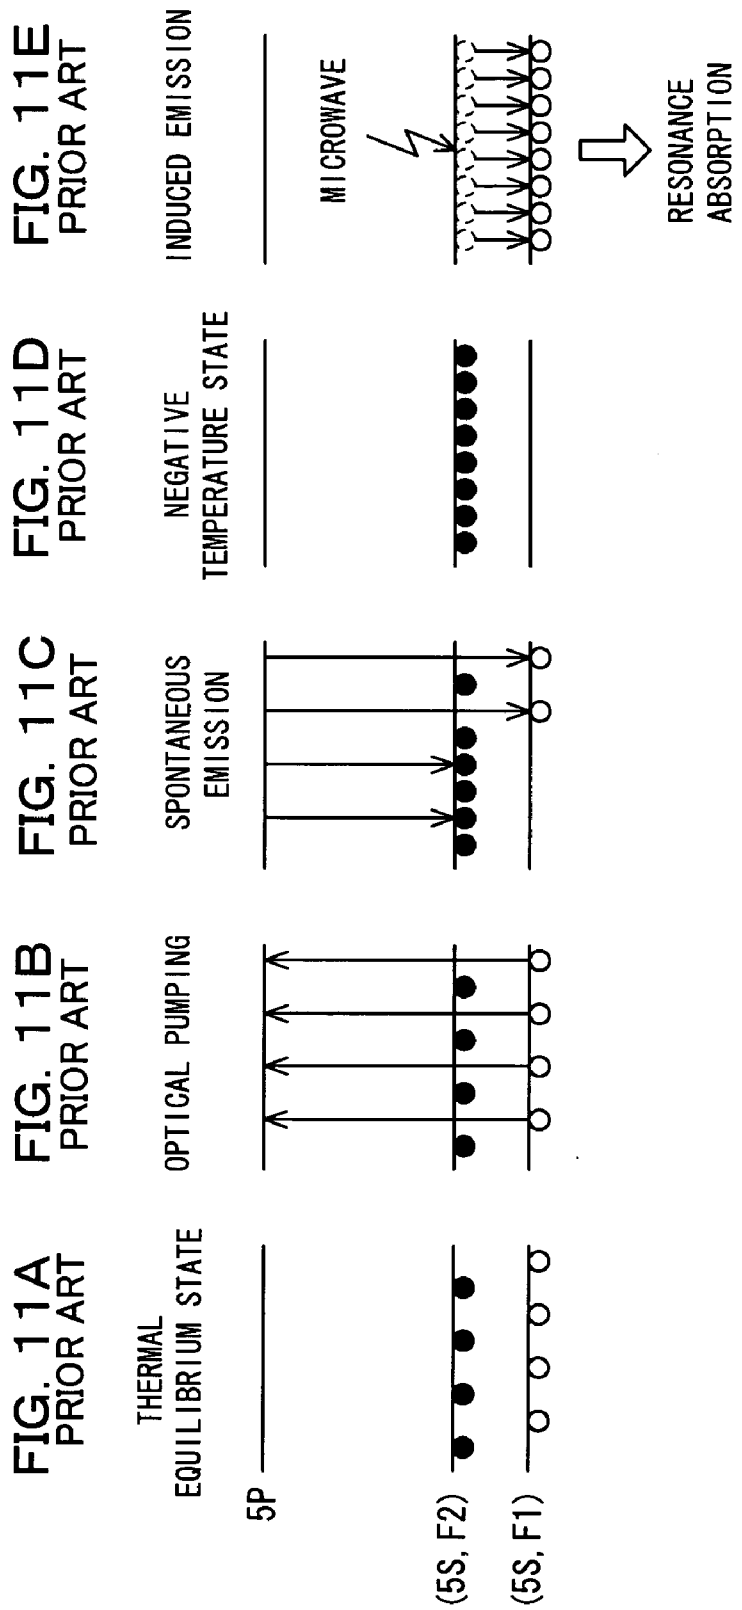 FIG. 11A
PRIOR ART
THERMAL
EQUILIBRIUM STATE
5P
(5S, F2)
(5S, F1)
FIG. 11B
PRIOR ART
OPTICAL PUMPING
FIG. 11C
PRIOR ART
SPONTANEOUS
EMISSION
FIG. 11D
PRIOR ART
NEGATIVE
TEMPERATURE STATE
FIG. 11E
PRIOR ART
INDUCED EMISSION
MICROWAVE
RESONANCE
ABSORPTION